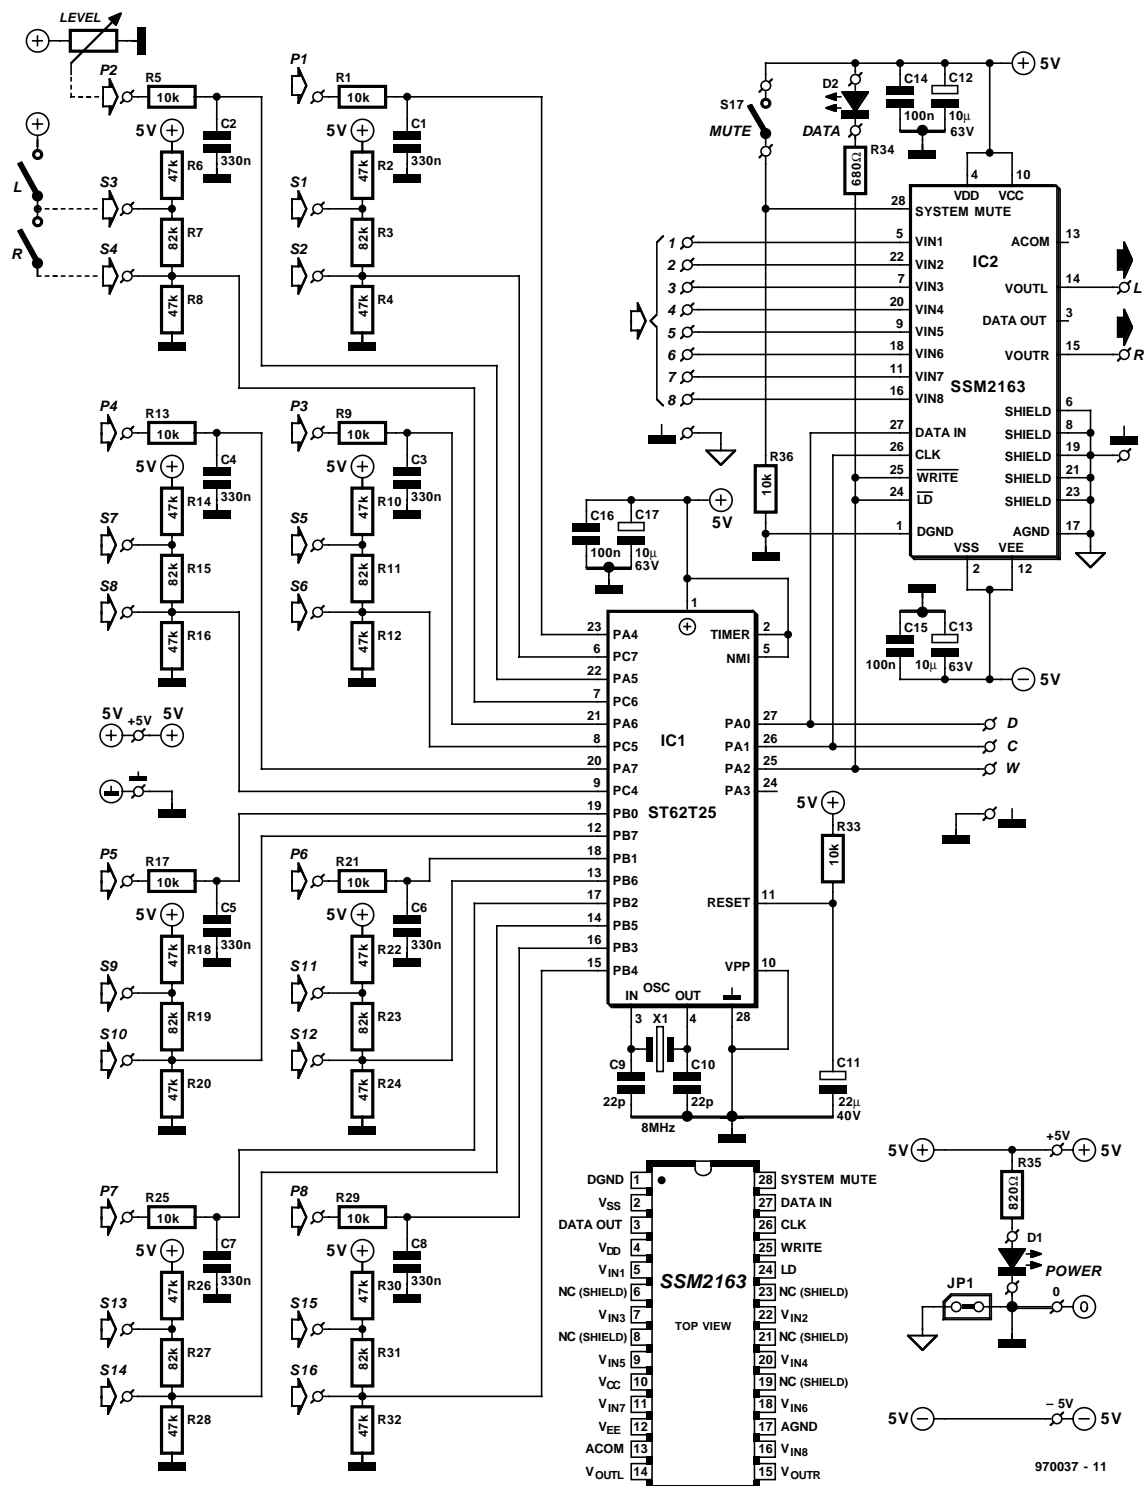 LEVEL
P2
R5
10k
5V
C2
330n
R6
47k
L
S3
R7
82k
R
S4
R8
47k
P1
R1
10k
5V
C1
330n
R2
47k
S1
R3
82k
S2
R4
47k
P4
R13
10k
5V
C4
330n
R14
47k
S7
R15
82k
S8
R16
47k
P3
R9
10k
5V
C3
330n
R10
47k
S5
R11
82k
S6
R12
47k
5V
+5V
5V
P5
R17
10k
5V
C5
330n
R18
47k
S9
R19
82k
S10
R20
47k
P6
R21
10k
5V
C6
330n
R22
47k
S11
R23
82k
S12
R24
47k
P7
R25
10k
5V
C7
330n
R26
47k
S13
R27
82k
S14
R28
47k
P8
R29
10k
5V
C8
330n
R30
47k
S15
R31
82k
S16
R32
47k
S17
MUTE
D2
DATA
R34
680Ω
C14
100n
C12
10µ
63V
5V
4
10
VDD
VCC
28 SYSTEM MUTE
1 5 VIN1
2 22 VIN2
3 7 VIN3
4 20 VIN4
5 9 VIN5
6 18 VIN6
7 11 VIN7
8 16 VIN8
27 DATA IN
26 CLK
25 WRITE
24 LD
1 DGND
IC2
SSM2163
ACOM 13
VOUTL 14 L
DATA OUT 3
VOUTR 15 R
SHIELD 6
SHIELD 8
SHIELD 19
SHIELD 21
SHIELD 23
AGND 17
VSS
VEE
2
12
R36
10k
C15
100n
C13
10µ
63V
5V
C16
100n
C17
10µ
63V
5V
1
23 PA4
6 PC7
22 PA5
7 PC6
21 PA6
8 PC5
20 PA7
9 PC4
19 PB0
12 PB7
18 PB1
13 PB6
17 PB2
14 PB5
16 PB3
15 PB4
IC1
ST62T25
TIMER 2
NMI 5
PA0 27 D
PA1 26 C
PA2 25 W
PA3 24
RESET 11
VPP 10
OSC
IN
OUT
3
4
28
X1
C9
22p
C10
22p
8MHz
5V
R33
10k
C11
22µ
40V
DGND 1
VSS 2
DATA OUT 3
VDD 4
VIN1 5
NC (SHIELD) 6
VIN3 7
NC (SHIELD) 8
VIN5 9
VCC 10
VIN7 11
VEE 12
ACOM 13
VOUTL 14
SSM2163
TOP VIEW
28 SYSTEM MUTE
27 DATA IN
26 CLK
25 WRITE
24 LD
23 NC (SHIELD)
22 VIN2
21 NC (SHIELD)
20 VIN4
19 NC (SHIELD)
18 VIN6
17 AGND
16 VIN8
15 VOUTR
5V
+5V
5V
R35
820Ω
D1
POWER
JP1
0
0
5V
– 5V
5V
970037 - 11